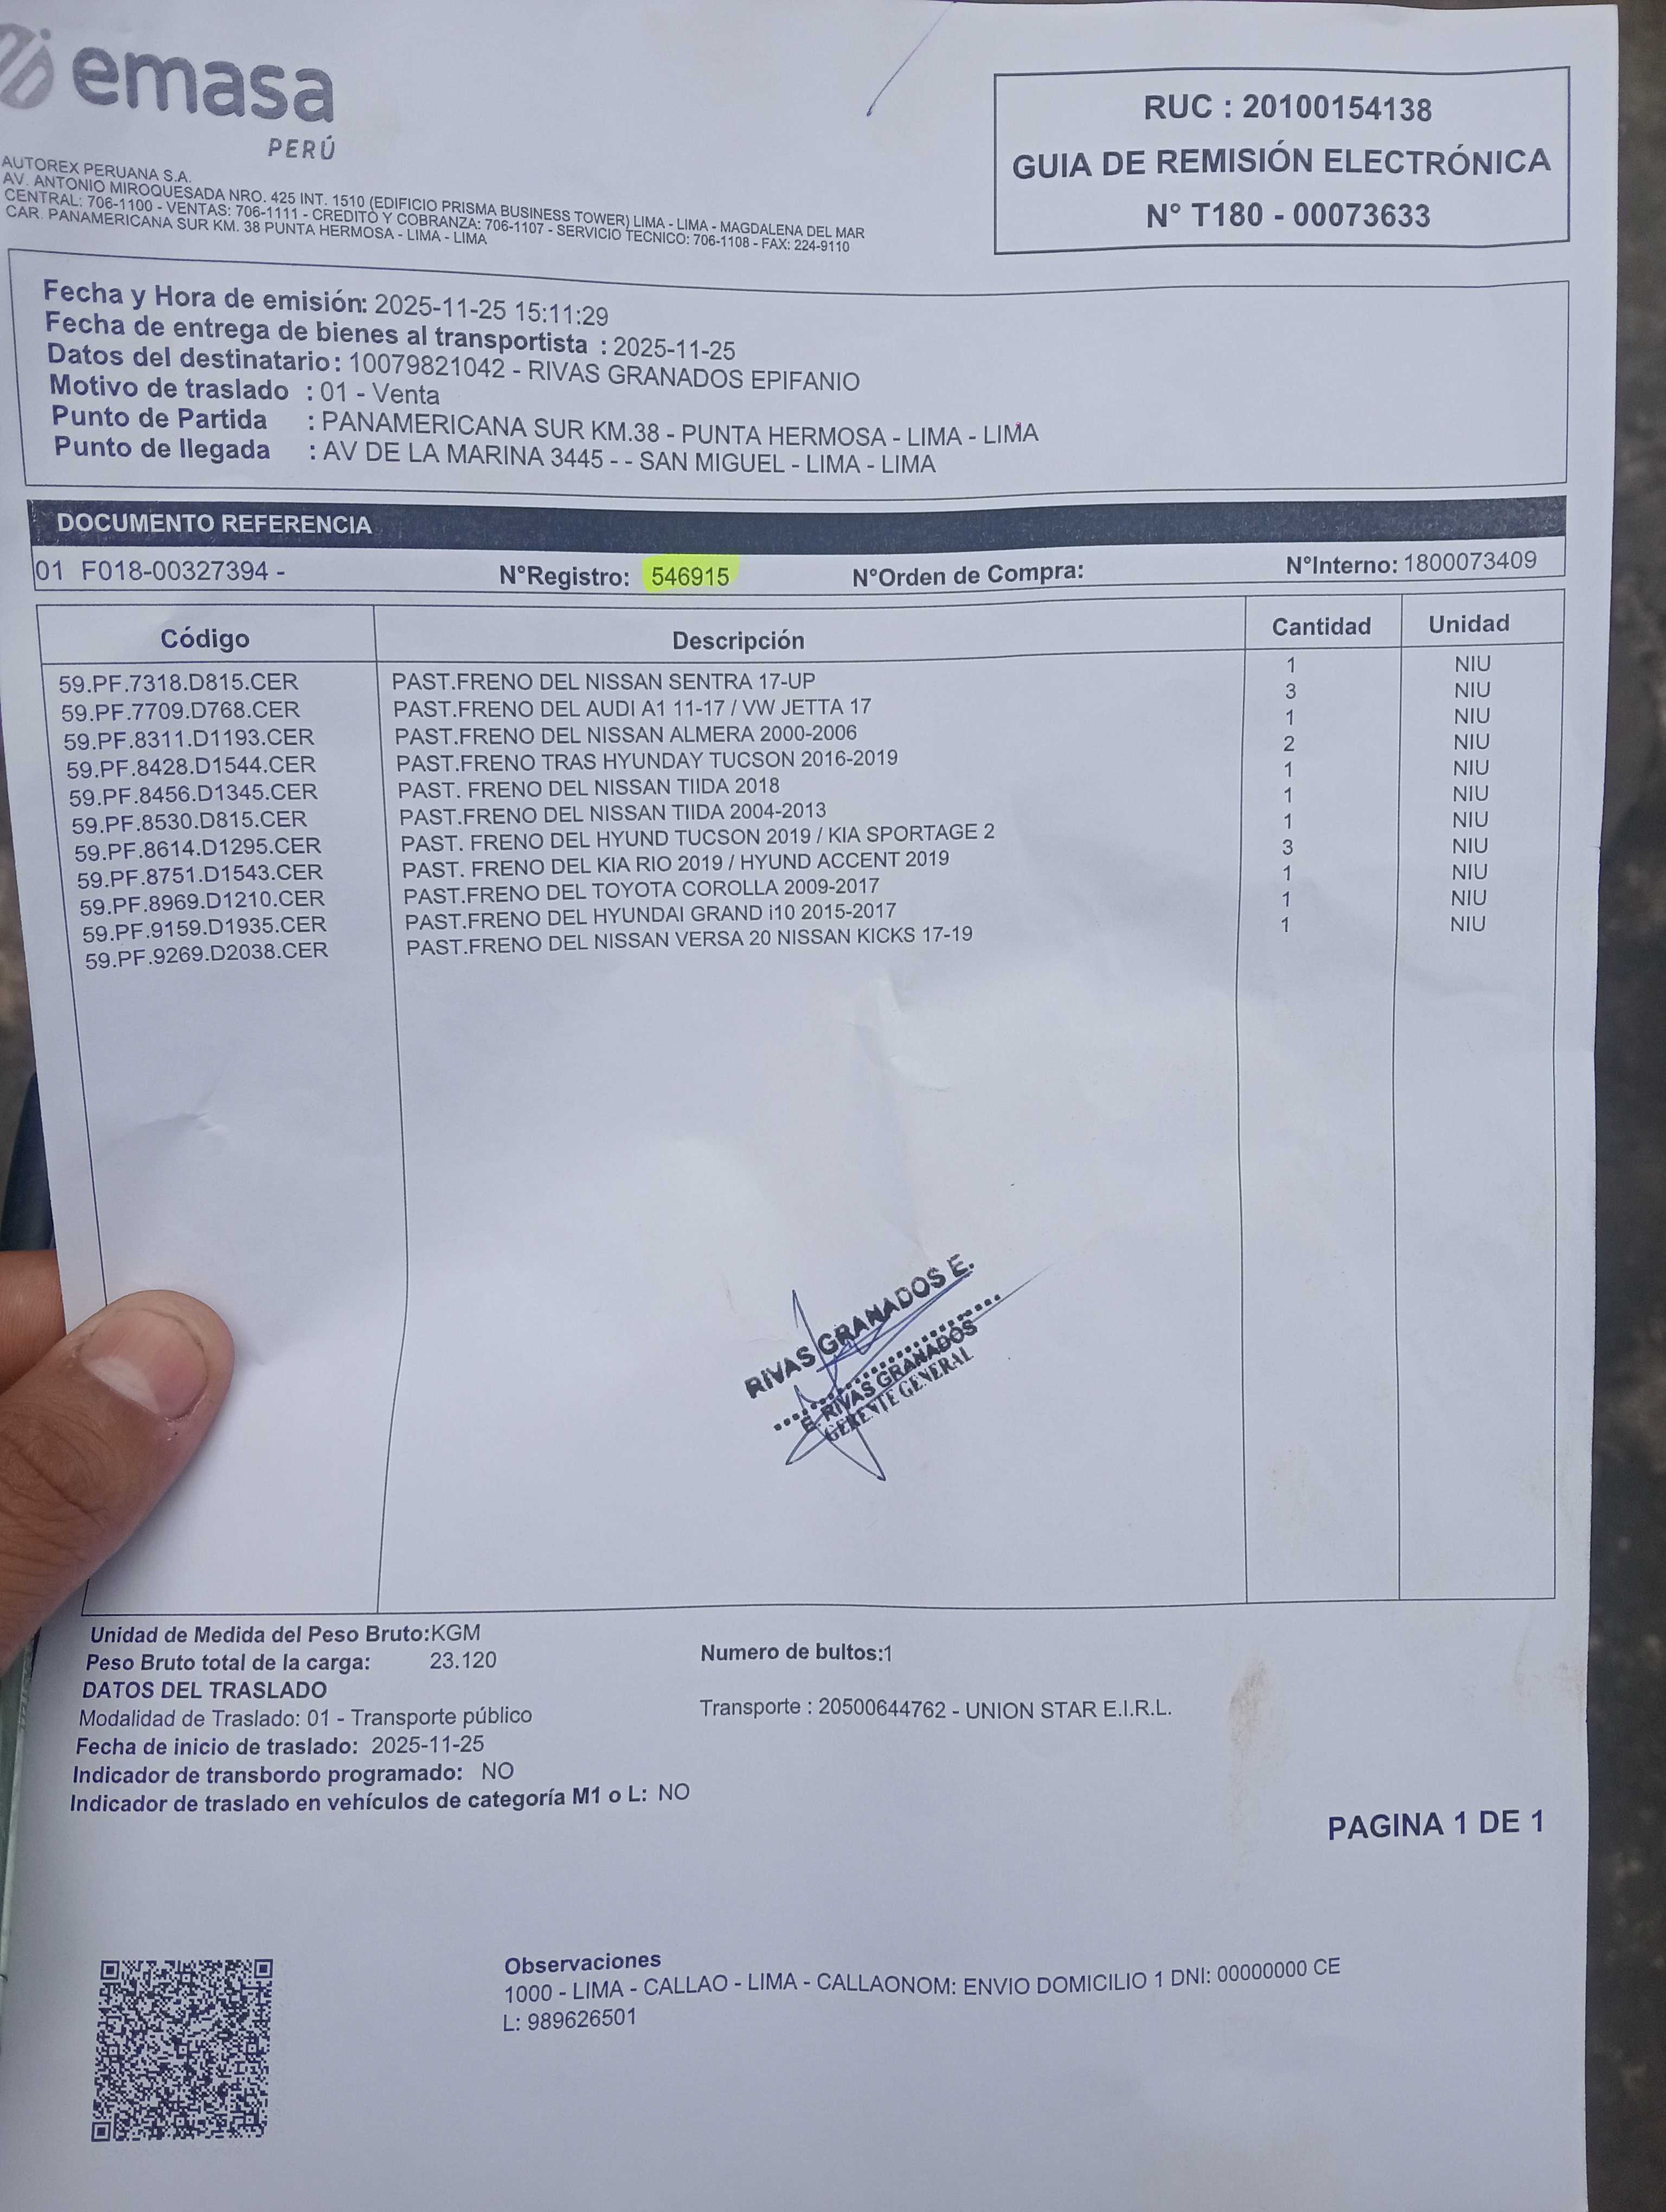 emasa
PERÚ
AUTOREX PERUANA S.A.
AV. ANTONIO MIROQUESADA NRO. 425 INT. 1510 (EDIFICIO PRISMA BUSINESS TOWER) LIMA - LIMA - MAGDALENA DEL MAR
CENTRAL: 706-1100 - VENTAS: 706-1111 - CREDITO Y COBRANZA: 706-1107 - SERVICIO TECNICO: 706-1108 - FAX: 224-9110
CAR. PANAMERICANA SUR KM. 38 PUNTA HERMOSA - LIMA - LIMA
RUC : 20100154138
GUIA DE REMISIÓN ELECTRÓNICA
N° T180 - 00073633
Fecha y Hora de emisión: 2025-11-25 15:11:29
Fecha de entrega de bienes al transportista : 2025-11-25
Datos del destinatario: 10079821042 - RIVAS GRANADOS EPIFANIO
Motivo de traslado : 01 - Venta
Punto de Partida : PANAMERICANA SUR KM.38 - PUNTA HERMOSA - LIMA - LIMA
Punto de llegada : AV DE LA MARINA 3445 - - SAN MIGUEL - LIMA - LIMA
DOCUMENTO REFERENCIA
01 F018-00327394 - N°Registro: 546915 N°Orden de Compra: N°Interno: 1800073409
Código Descripción Cantidad Unidad
59.PF.7318.D815.CER PAST.FRENO DEL NISSAN SENTRA 17-UP 1 NIU
59.PF.7709.D768.CER PAST.FRENO DEL AUDI A1 11-17 / VW JETTA 17 3 NIU
59.PF.8311.D1193.CER PAST.FRENO DEL NISSAN ALMERA 2000-2006 1 NIU
59.PF.8428.D1544.CER PAST.FRENO TRAS HYUNDAY TUCSON 2016-2019 2 NIU
59.PF.8456.D1345.CER PAST. FRENO DEL NISSAN TIIDA 2018 1 NIU
59.PF.8530.D815.CER PAST.FRENO DEL NISSAN TIIDA 2004-2013 1 NIU
59.PF.8614.D1295.CER PAST. FRENO DEL HYUND TUCSON 2019 / KIA SPORTAGE 2 1 NIU
59.PF.8751.D1543.CER PAST. FRENO DEL KIA RIO 2019 / HYUND ACCENT 2019 3 NIU
59.PF.8969.D1210.CER PAST.FRENO DEL TOYOTA COROLLA 2009-2017 1 NIU
59.PF.9159.D1935.CER PAST.FRENO DEL HYUNDAI GRAND i10 2015-2017 1 NIU
59.PF.9269.D2038.CER PAST.FRENO DEL NISSAN VERSA 20 NISSAN KICKS 17-19 1 NIU
RIVAS GRANADOS E.
E. RIVAS GRANADOS
GERENTE GENERAL
Unidad de Medida del Peso Bruto:KGM
Peso Bruto total de la carga: 23.120 Numero de bultos:1
DATOS DEL TRASLADO
Modalidad de Traslado: 01 - Transporte público Transporte : 20500644762 - UNION STAR E.I.R.L.
Fecha de inicio de traslado: 2025-11-25
Indicador de transbordo programado: NO
Indicador de traslado en vehículos de categoría M1 o L: NO
PAGINA 1 DE 1
Observaciones
1000 - LIMA - CALLAO - LIMA - CALLAONOM: ENVIO DOMICILIO 1 DNI: 00000000 CE
L: 989626501